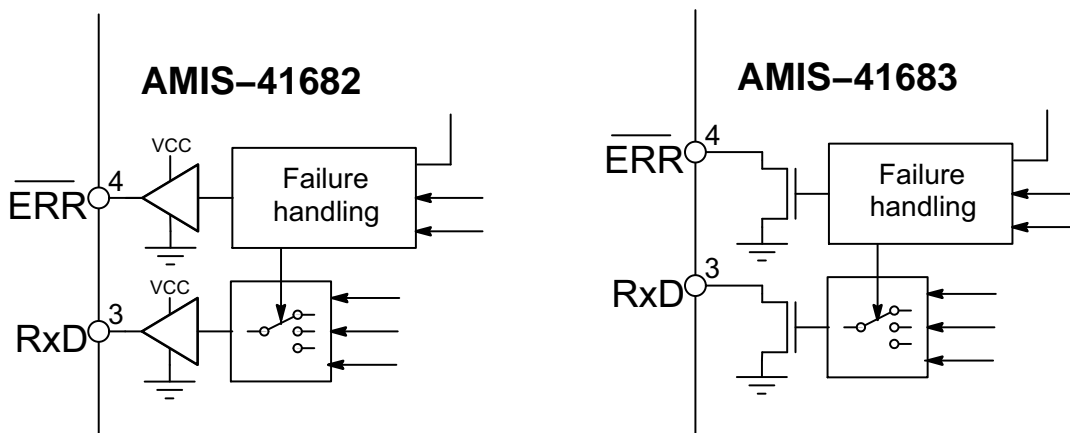 AMIS–41682
VCC
4
ERR
Failure
handling
VCC
3
RxD
AMIS–41683
4
ERR
Failure
handling
3
RxD